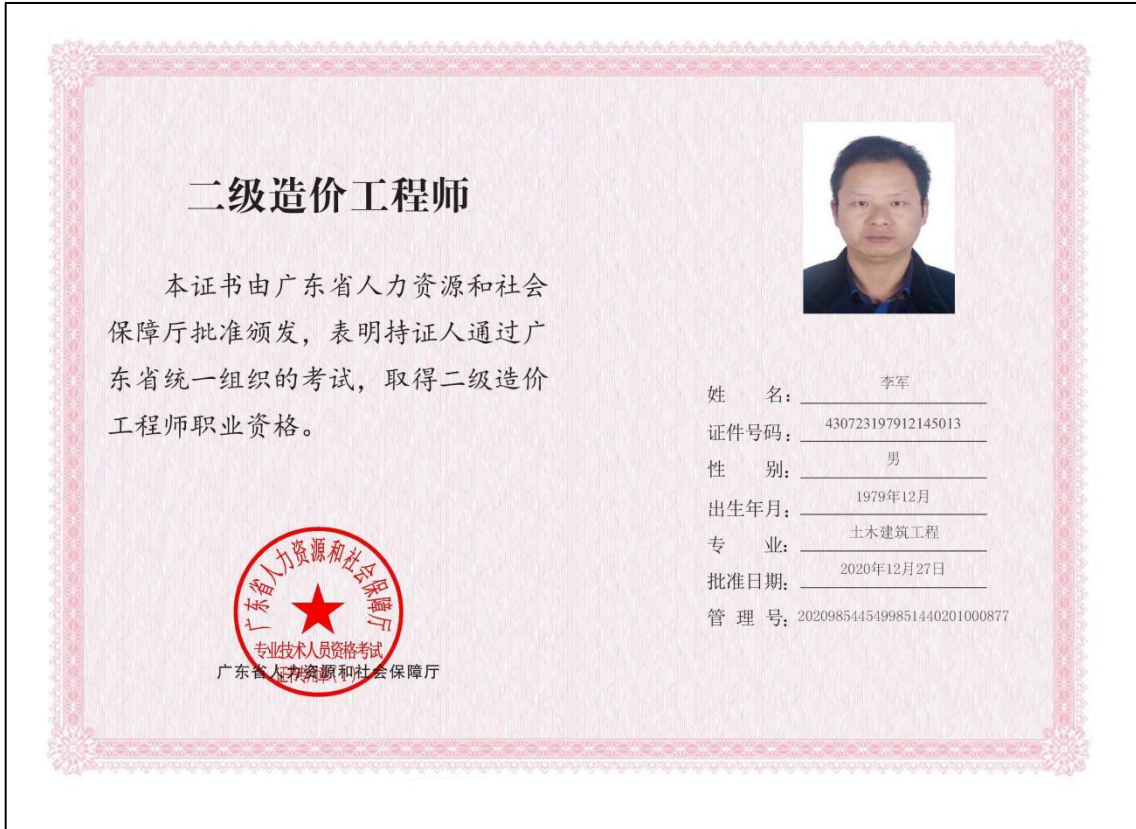 二级造价工程师
本证书由广东省人力资源和社会
保障厅批准颁发，表明持证人通过广
东省统一组织的考试，取得二级造价
工程师职业资格。
广东省人力资源和社会保障厅
专业技术人员资格考试
广东省人力资源和社会保障厅
姓 名：李军
证件号码：430723197912145013
性 别：男
出生年月：1979年12月
专 业：土木建筑工程
批准日期：2020年12月27日
管 理 号：20209854454998514402​01000877